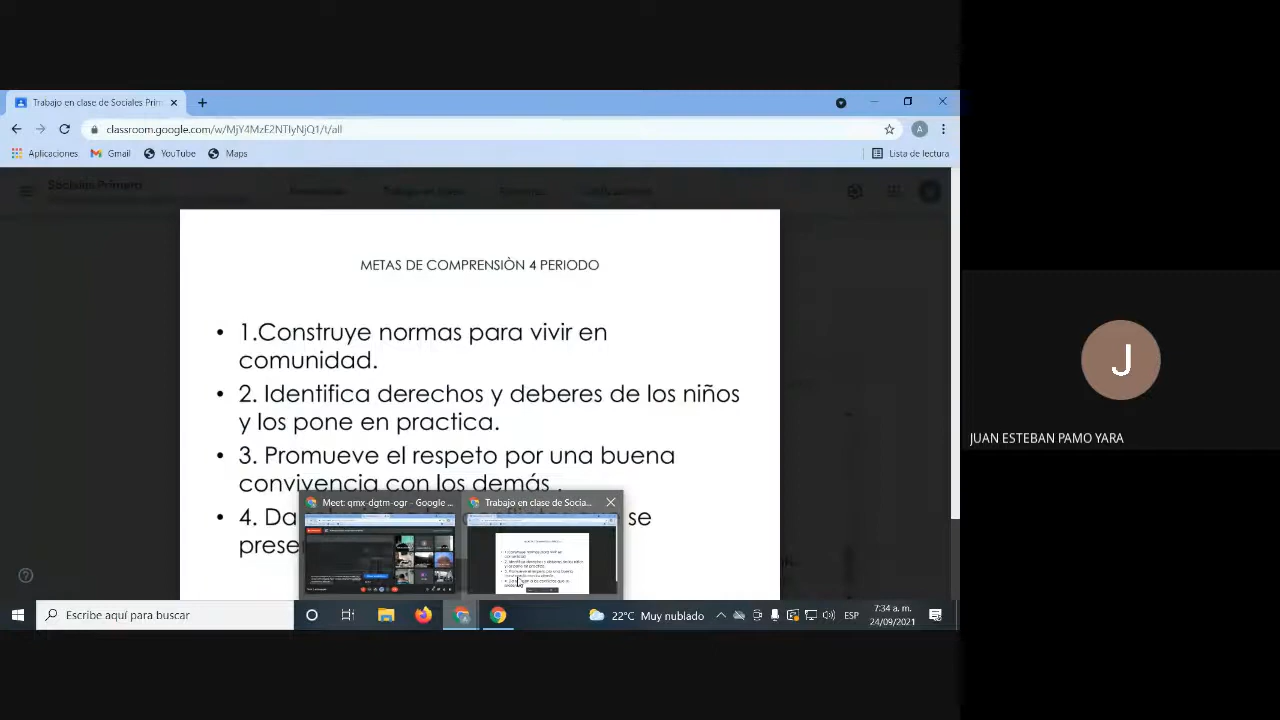 Trabajo en clase de Sociales Prim
classroom.google.com/w/MjY4MzE2NTIyNjQ1/t/all
Aplicaciones Gmail YouTube Maps Lista de lectura
Sociales Primero
METAS DE COMPRENSIÒN 4 PERIODO
• 1.Construye normas para vivir en
comunidad.
• 2. Identifica derechos y deberes de los niños
y los pone en practica.
• 3. Promueve el respeto por una buena
convivencia con los demás .
• 4. Da se
prese
Meet: qmx-dgtm-ogr - Google ...
Trabajo en clase de Socia...
J
JUAN ESTEBAN PAMO YARA
Escribe aquí para buscar
22°C Muy nublado
ESP
7:34 a. m.
24/09/2021